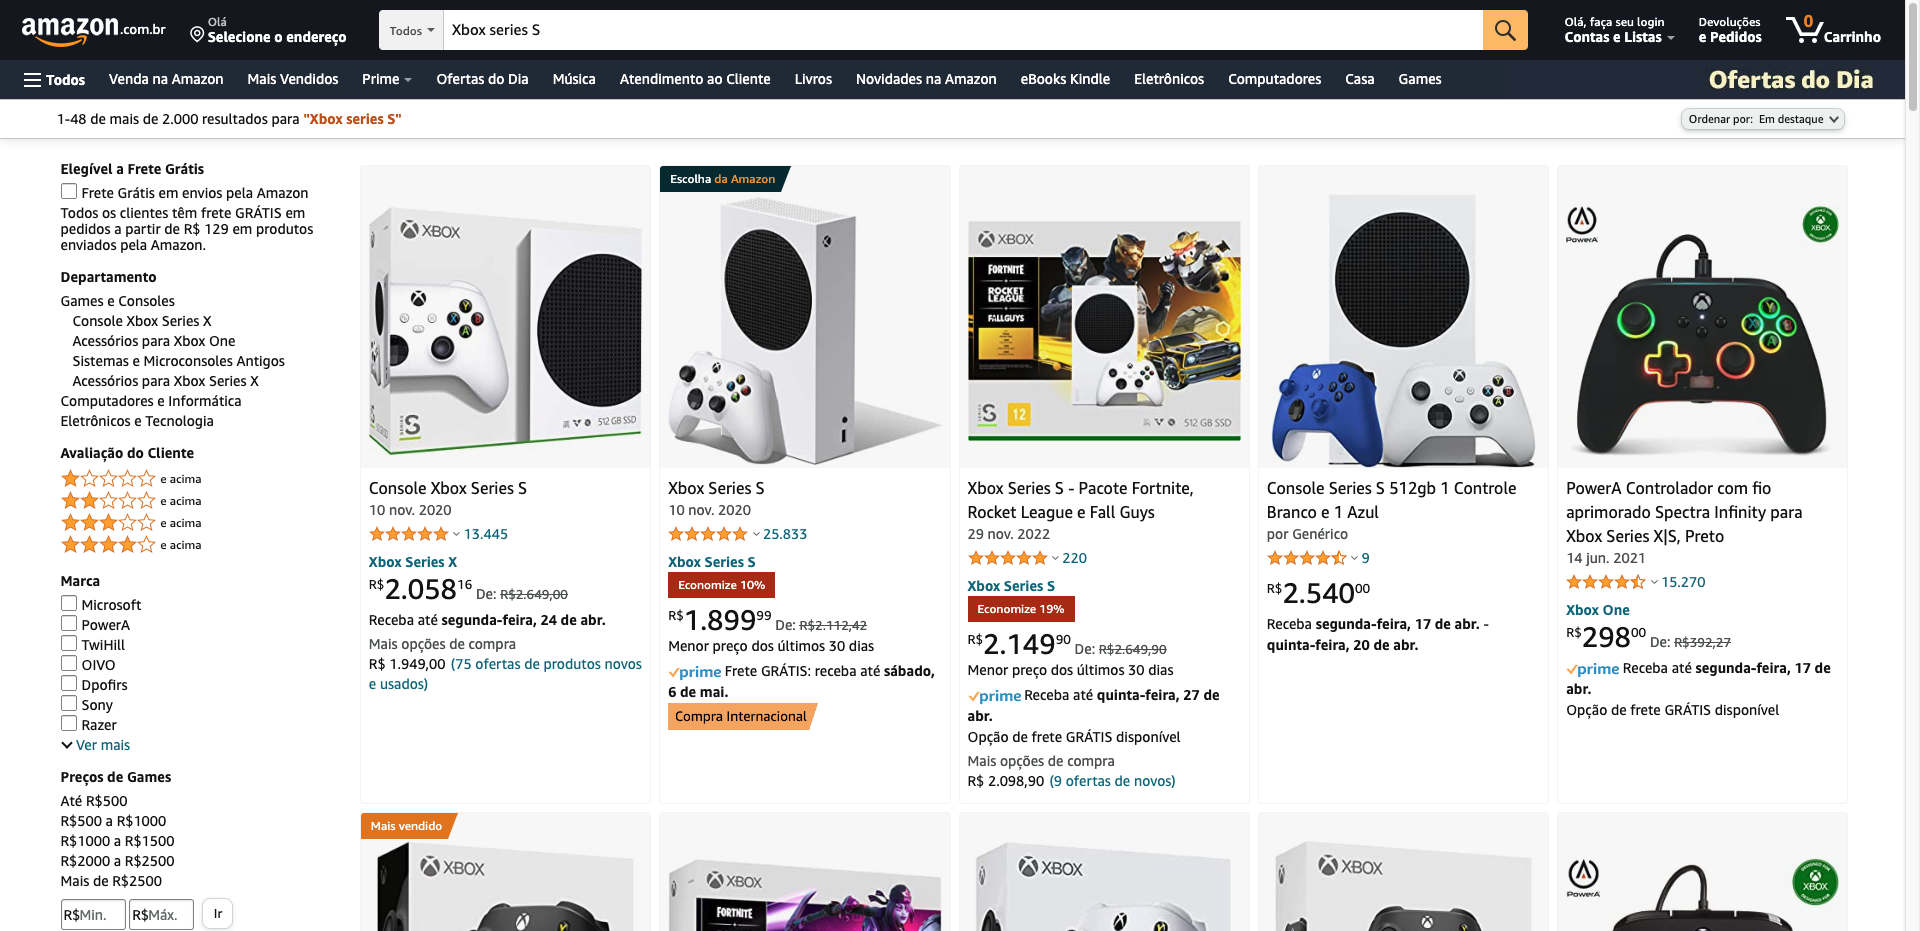 amazon.com.br
Olá
Selecione o endereço
Todos
Xbox series S
Olá, faça seu login
Contas e Listas
Devoluções
e Pedidos
0
Carrinho
Todos
Venda na Amazon
Mais Vendidos
Prime
Ofertas do Dia
Música
Atendimento ao Cliente
Livros
Novidades na Amazon
eBooks Kindle
Eletrônicos
Computadores
Casa
Games
Ofertas do Dia
1-48 de mais de 2.000 resultados para "Xbox series S"
Ordenar por: Em destaque
Elegível a Frete Grátis
Frete Grátis em envios pela Amazon
Todos os clientes têm frete GRÁTIS em
pedidos a partir de R$ 129 em produtos
enviados pela Amazon.
Departamento
Games e Consoles
Console Xbox Series X
Acessórios para Xbox One
Sistemas e Microconsoles Antigos
Acessórios para Xbox Series X
Computadores e Informática
Eletrônicos e Tecnologia
Avaliação do Cliente
e acima
e acima
e acima
e acima
Marca
Microsoft
PowerA
TwiHill
OIVO
Dpofirs
Sony
Razer
Ver mais
Preços de Games
Até R$500
R$500 a R$1000
R$1000 a R$1500
R$2000 a R$2500
Mais de R$2500
R$Min.
R$Máx.
Ir
XBOX
SERIES S
512 GB SSD
Console Xbox Series S
10 nov. 2020
13.445
Xbox Series X
R$2.05816 De: R$2.649,00
Receba até segunda-feira, 24 de abr.
Mais opções de compra
R$ 1.949,00 (75 ofertas de produtos novos
e usados)
Escolha da Amazon
Xbox Series S
10 nov. 2020
25.833
Xbox Series S
Economize 10%
R$1.89999 De: R$2.112,42
Menor preço dos últimos 30 dias
prime Frete GRÁTIS: receba até sábado,
6 de mai.
Compra Internacional
XBOX
FORTNITE
ROCKET
LEAGUE
FALL GUYS
SERIES S
12
512 GB SSD
Xbox Series S - Pacote Fortnite,
Rocket League e Fall Guys
29 nov. 2022
220
Xbox Series S
Economize 19%
R$2.14990 De: R$2.649,90
Menor preço dos últimos 30 dias
prime Receba até quinta-feira, 27 de
abr.
Opção de frete GRÁTIS disponível
Mais opções de compra
R$ 2.098,90 (9 ofertas de novos)
Console Series S 512gb 1 Controle
Branco e 1 Azul
por Genérico
9
R$2.54000
Receba segunda-feira, 17 de abr. -
quinta-feira, 20 de abr.
PowerA
XBOX
PowerA Controlador com fio
aprimorado Spectra Infinity para
Xbox Series X|S, Preto
14 jun. 2021
15.270
Xbox One
R$29800 De: R$392,27
prime Receba até segunda-feira, 17 de
abr.
Opção de frete GRÁTIS disponível
Mais vendido
XBOX
XBOX
FORTNITE
XBOX
XBOX
PowerA
XBOX